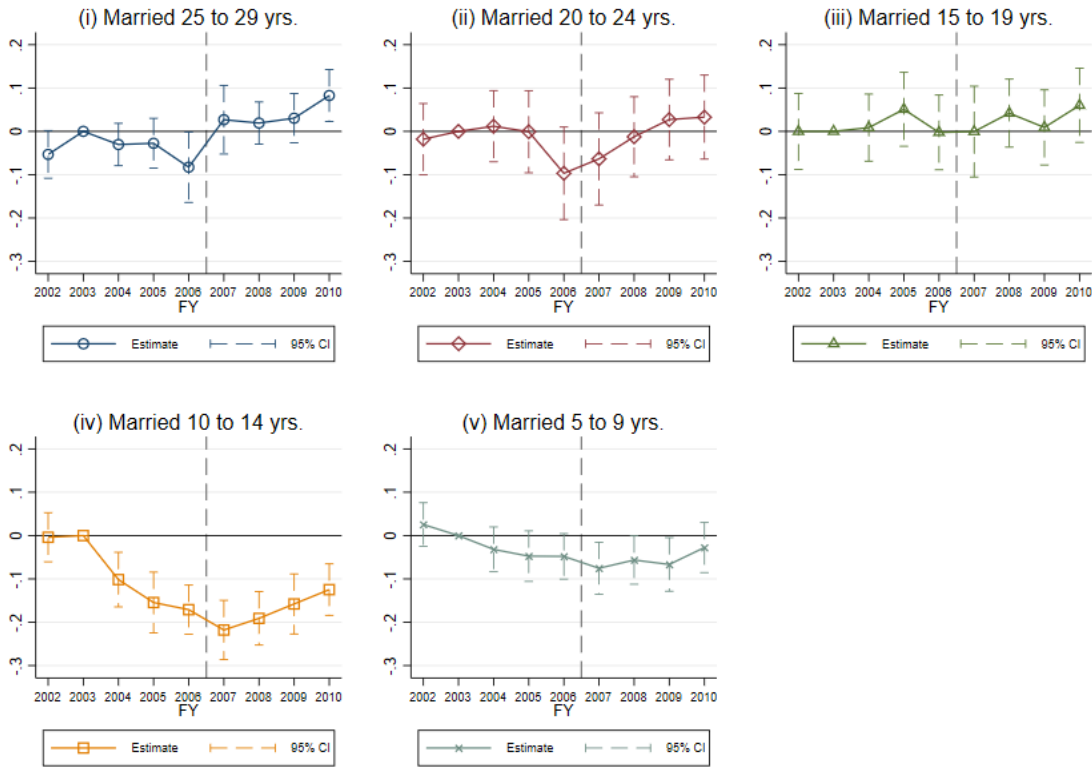 (i) Married 25 to 29 yrs.
.2
.1
0
-.1
-.2
-.3
2002 2003 2004 2005 2006 2007 2008 2009 2010
FY
Estimate 95% CI
(ii) Married 20 to 24 yrs.
.2
.1
0
-.1
-.2
-.3
2002 2003 2004 2005 2006 2007 2008 2009 2010
FY
Estimate 95% CI
(iii) Married 15 to 19 yrs.
.2
.1
0
-.1
-.2
-.3
2002 2003 2004 2005 2006 2007 2008 2009 2010
FY
Estimate 95% CI
(iv) Married 10 to 14 yrs.
.2
.1
0
-.1
-.2
-.3
2002 2003 2004 2005 2006 2007 2008 2009 2010
FY
Estimate 95% CI
(v) Married 5 to 9 yrs.
.2
.1
0
-.1
-.2
-.3
2002 2003 2004 2005 2006 2007 2008 2009 2010
FY
Estimate 95% CI